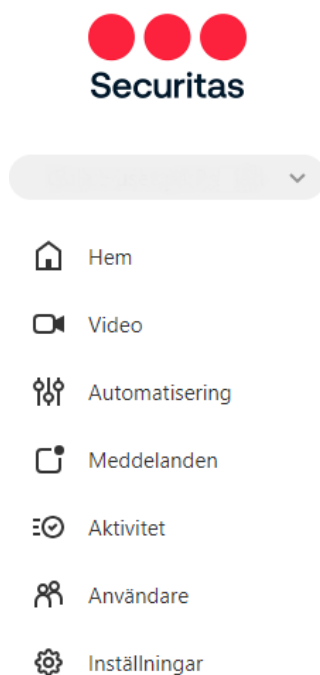 Securitas
Hem
Video
Automatisering
Meddelanden
Aktivitet
Användare
Inställningar